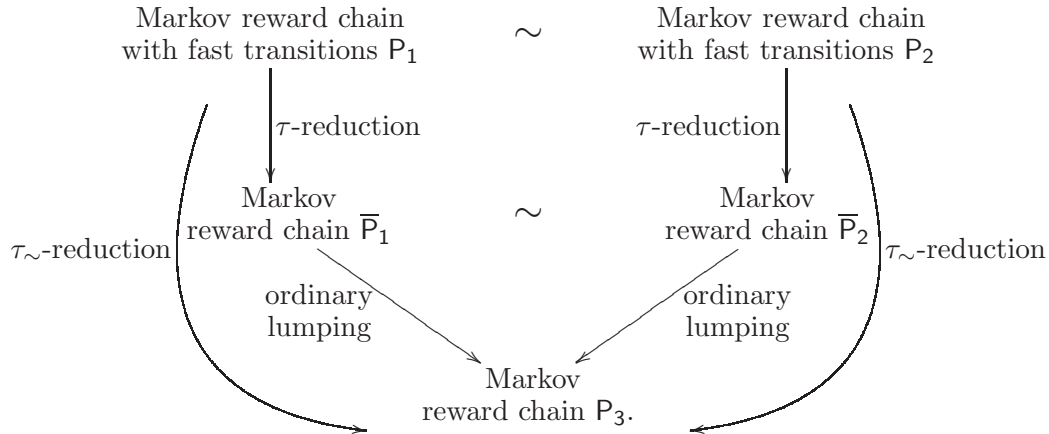 Markov reward chain
with fast transitions P₁
∼
Markov reward chain
with fast transitions P₂
τ-reduction
τ-reduction
Markov
reward chain P̅₁
∼
Markov
reward chain P̅₂
τ∼-reduction
τ∼-reduction
ordinary
lumping
ordinary
lumping
Markov
reward chain P₃.